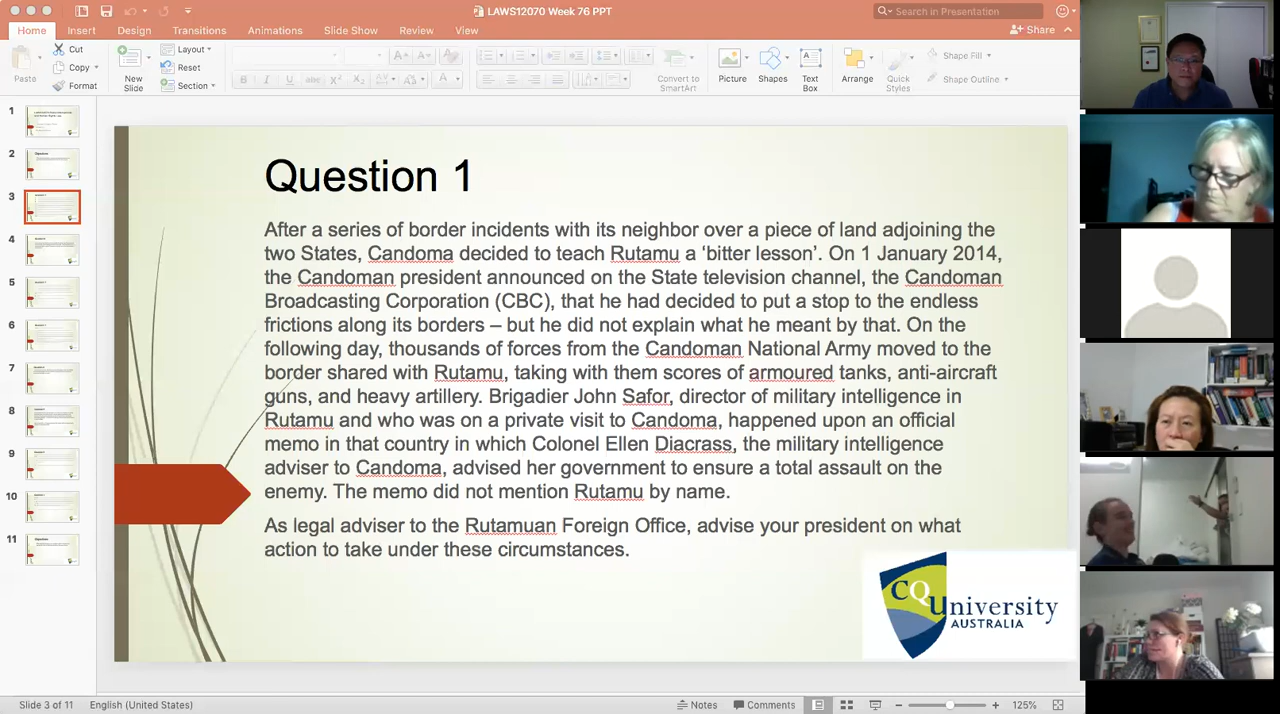 LAWS12070 Week 76 PPT
Search in Presentation
Home
Insert
Design
Transitions
Animations
Slide Show
Review
View
Share
Paste
Cut
Copy
Format
New Slide
Layout
Reset
Section
Convert to SmartArt
Picture
Shapes
Text Box
Arrange
Quick Styles
Shape Fill
Shape Outline
1
2
3
4
5
6
7
8
9
10
11
Question 1
After a series of border incidents with its neighbor over a piece of land adjoining the
two States, Candoma decided to teach Rutamu a ‘bitter lesson’. On 1 January 2014,
the Candoman president announced on the State television channel, the Candoman
Broadcasting Corporation (CBC), that he had decided to put a stop to the endless
frictions along its borders – but he did not explain what he meant by that. On the
following day, thousands of forces from the Candoman National Army moved to the
border shared with Rutamu, taking with them scores of armoured tanks, anti-aircraft
guns, and heavy artillery. Brigadier John Safor, director of military intelligence in
Rutamu and who was on a private visit to Candoma, happened upon an official
memo in that country in which Colonel Ellen Diacrass, the military intelligence
adviser to Candoma, advised her government to ensure a total assault on the
enemy. The memo did not mention Rutamu by name.
As legal adviser to the Rutamuan Foreign Office, advise your president on what
action to take under these circumstances.
CQUniversity
AUSTRALIA
Slide 3 of 11
English (United States)
Notes
Comments
125%